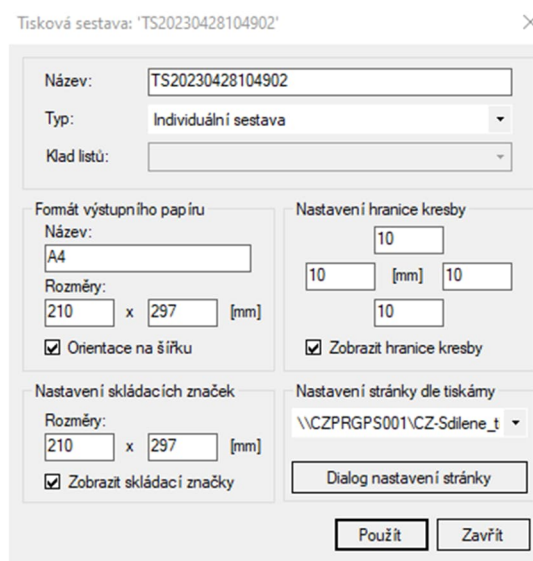 Tisková sestava: 'TS20230428104902'
Název: TS20230428104902
Typ: Individuální sestava
Klad listů:
Formát výstupního papíru
Název:
A4
Rozměry:
210 x 297 [mm]
Orientace na šířku
Nastavení hranice kresby
10
10 [mm] 10
10
Zobrazit hranice kresby
Nastavení skládacích značek
Rozměry:
210 x 297 [mm]
Zobrazit skládací značky
Nastavení stránky dle tiskárny
\\CZPRGPS001\CZ-Sdilene_t
Dialog nastavení stránky
Použít Zavřít